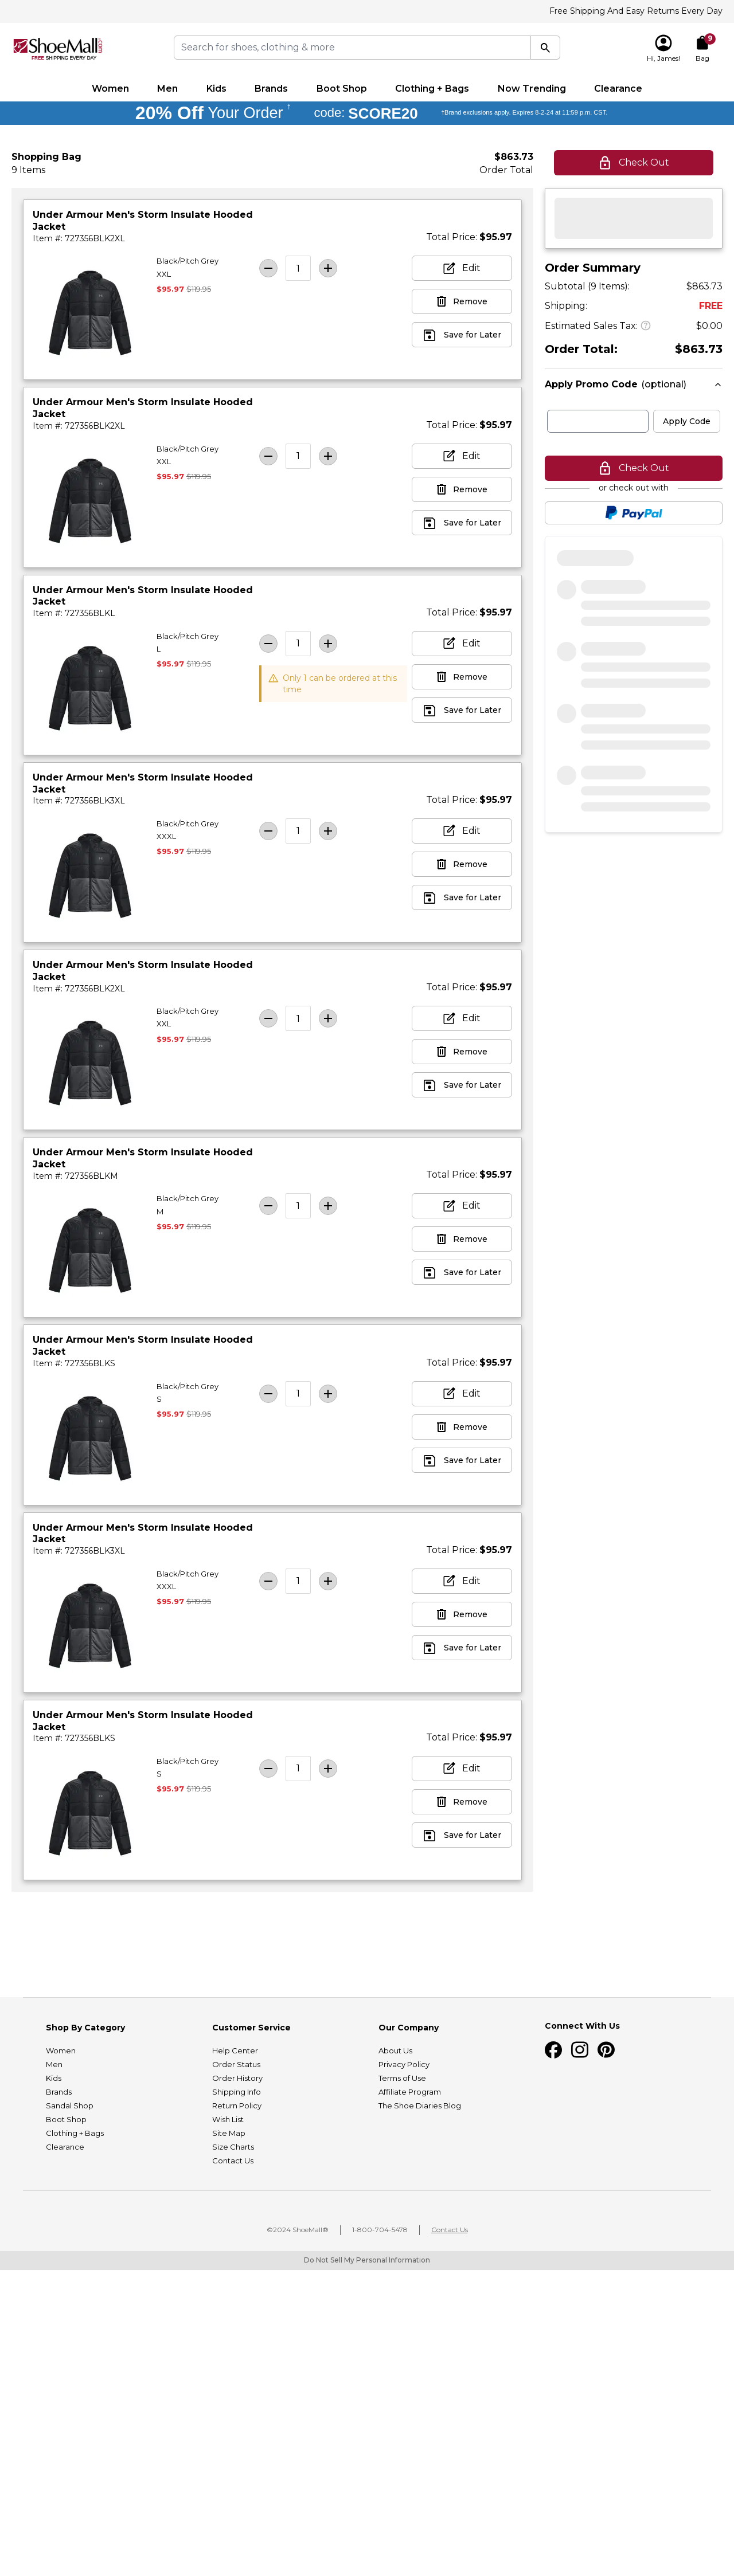 Free Shipping And Easy Returns Every Day
ShoeMall.com
FREE SHIPPING EVERY DAY
Search for shoes, clothing & more
Hi, James!
9
Bag
Women
Men
Kids
Brands
Boot Shop
Clothing + Bags
Now Trending
Clearance
20% Off Your Order † code: SCORE20 †Brand exclusions apply. Expires 8-2-24 at 11:59 p.m. CST.
Shopping Bag
9 Items
$863.73
Order Total
Check Out
Under Armour Men's Storm Insulate Hooded
Jacket
Item #: 727356BLK2XL
Total Price: $95.97
Black/Pitch Grey
XXL
$95.97 $119.95
1
Edit
Remove
Save for Later
Under Armour Men's Storm Insulate Hooded
Jacket
Item #: 727356BLK2XL
Total Price: $95.97
Black/Pitch Grey
XXL
$95.97 $119.95
1
Edit
Remove
Save for Later
Under Armour Men's Storm Insulate Hooded
Jacket
Item #: 727356BLKL
Total Price: $95.97
Black/Pitch Grey
L
$95.97 $119.95
1
Only 1 can be ordered at this
time
Edit
Remove
Save for Later
Under Armour Men's Storm Insulate Hooded
Jacket
Item #: 727356BLK3XL
Total Price: $95.97
Black/Pitch Grey
XXXL
$95.97 $119.95
1
Edit
Remove
Save for Later
Under Armour Men's Storm Insulate Hooded
Jacket
Item #: 727356BLK2XL
Total Price: $95.97
Black/Pitch Grey
XXL
$95.97 $119.95
1
Edit
Remove
Save for Later
Under Armour Men's Storm Insulate Hooded
Jacket
Item #: 727356BLKM
Total Price: $95.97
Black/Pitch Grey
M
$95.97 $119.95
1
Edit
Remove
Save for Later
Under Armour Men's Storm Insulate Hooded
Jacket
Item #: 727356BLKS
Total Price: $95.97
Black/Pitch Grey
S
$95.97 $119.95
1
Edit
Remove
Save for Later
Under Armour Men's Storm Insulate Hooded
Jacket
Item #: 727356BLK3XL
Total Price: $95.97
Black/Pitch Grey
XXXL
$95.97 $119.95
1
Edit
Remove
Save for Later
Under Armour Men's Storm Insulate Hooded
Jacket
Item #: 727356BLKS
Total Price: $95.97
Black/Pitch Grey
S
$95.97 $119.95
1
Edit
Remove
Save for Later
Order Summary
Subtotal (9 Items): $863.73
Shipping: FREE
Estimated Sales Tax: ? $0.00
Order Total: $863.73
Apply Promo Code (optional)
Apply Code
Check Out
or check out with
PayPal
Shop By Category
Women
Men
Kids
Brands
Sandal Shop
Boot Shop
Clothing + Bags
Clearance
Customer Service
Help Center
Order Status
Order History
Shipping Info
Return Policy
Wish List
Site Map
Size Charts
Contact Us
Our Company
About Us
Privacy Policy
Terms of Use
Affiliate Program
The Shoe Diaries Blog
Connect With Us
©2024 ShoeMall®
1-800-704-5478
Contact Us
Do Not Sell My Personal Information